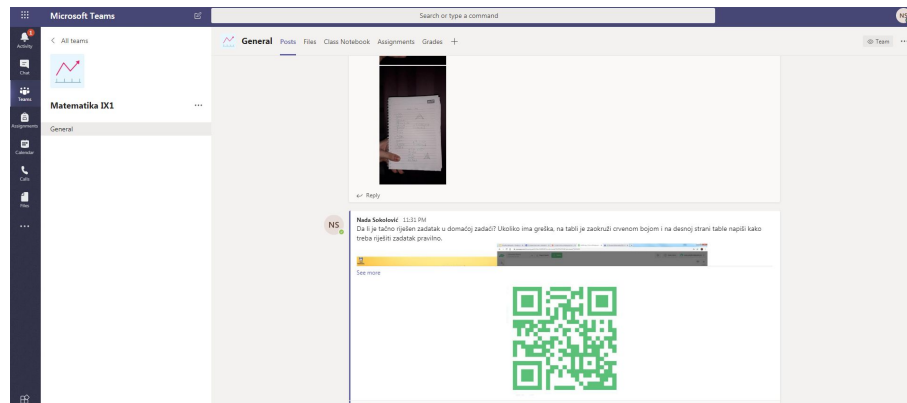 Microsoft Teams
Search or type a command
NS
1
Activity
Chat
Teams
Assignments
Calendar
Calls
Files
All teams
Matematika IX1
General
General Posts Files Class Notebook Assignments Grades
Team
Reply
NS
Nada Sokolović 11:31 PM
Da li je tačno riješen zadatak u domaćoj zadaći? Ukoliko ima greška, na tabli je zaokruži crvenom bojom i na desnoj strani table napiši kako
treba riješiti zadatak pravilno.
See more